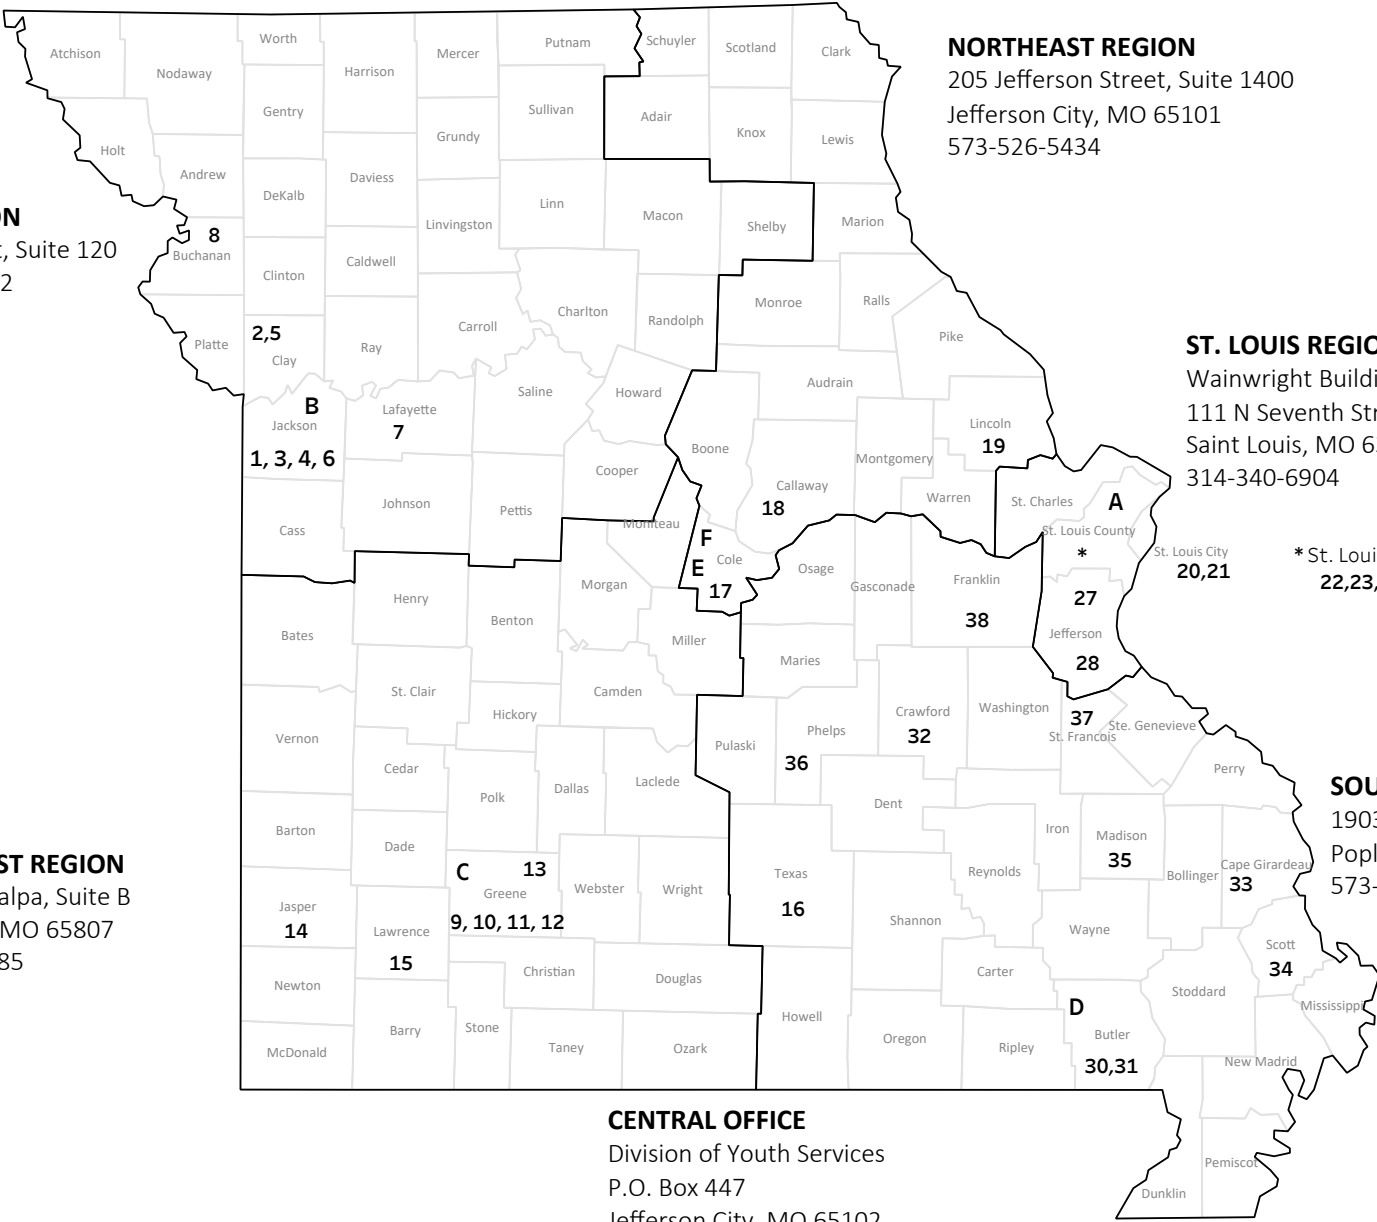 NORTHEAST REGION
205 Jefferson Street, Suite 1400
Jefferson City, MO 65101
573-526-5434
ON
, Suite 120
2
ST. LOUIS REGIO
Wainwright Buildi
111 N Seventh Str
Saint Louis, MO 63
314-340-6904
St. Louis City
20,21
* St. Loui
22,23,
SOU
1903
Popl
573-
ST REGION
alpa, Suite B
MO 65807
85
CENTRAL OFFICE
Division of Youth Services
P.O. Box 447
Jefferson City, MO 65102
Atchison
Nodaway
Worth
Harrison
Mercer
Putnam
Schuyler
Scotland
Clark
Gentry
Sullivan
Adair
Knox
Lewis
Holt
Andrew
DeKalb
Daviess
Grundy
Linvingston
Linn
Macon
Shelby
Marion
8
Buchanan
Clinton
Caldwell
Carroll
Charlton
Randolph
Monroe
Ralls
Pike
Platte
2,5
Clay
Ray
Saline
Howard
Audrain
B
Jackson
1, 3, 4, 6
Lafayette
7
Boone
Callaway
18
Montgomery
Lincoln
19
Warren
St. Charles
A
St. Louis County
*
Cass
Johnson
Pettis
Cooper
Moniteau
F
E
Cole
17
Osage
Gasconade
Franklin
38
27
Jefferson
28
Bates
Henry
Benton
Morgan
Miller
Maries
St. Clair
Hickory
Camden
Pulaski
Phelps
36
Crawford
32
Washington
37
St. Francois
Ste. Genevieve
Perry
Vernon
Cedar
Polk
Dallas
Laclede
Dent
Iron
Madison
35
Bollinger
Cape Girardeau
33
Barton
Dade
C
13
Greene
9, 10, 11, 12
Webster
Wright
Texas
16
Reynolds
Shannon
Wayne
Scott
34
Jasper
14
Lawrence
15
Christian
Douglas
Carter
Stoddard
Mississippi
Newton
Barry
Stone
Taney
Ozark
Howell
Oregon
Ripley
D
Butler
30,31
New Madrid
McDonald
Pemiscot
Dunklin